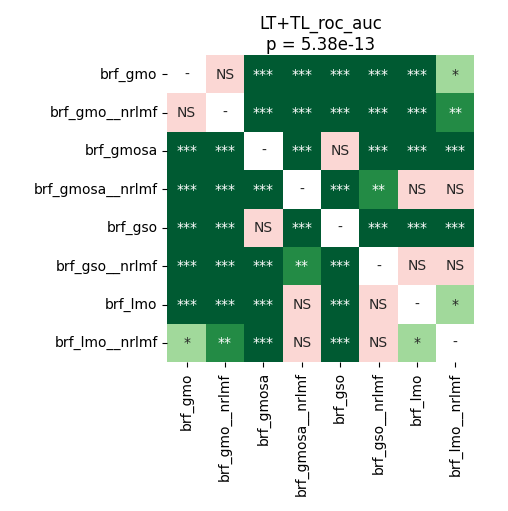 LT+TL_roc_auc
p = 5.38e-13
brf_gmo - NS *** *** *** *** *** *
brf_gmo__nrlmf NS - *** *** *** *** *** **
brf_gmosa *** *** - *** NS *** *** ***
brf_gmosa__nrlmf *** *** *** - *** ** NS NS
brf_gso *** *** NS *** - *** *** ***
brf_gso__nrlmf *** *** *** ** *** - NS NS
brf_lmo *** *** *** NS *** NS - *
brf_lmo__nrlmf * ** *** NS *** NS * -
brf_gmo
brf_gmo__nrlmf
brf_gmosa
brf_gmosa__nrlmf
brf_gso
brf_gso__nrlmf
brf_lmo
brf_lmo__nrlmf